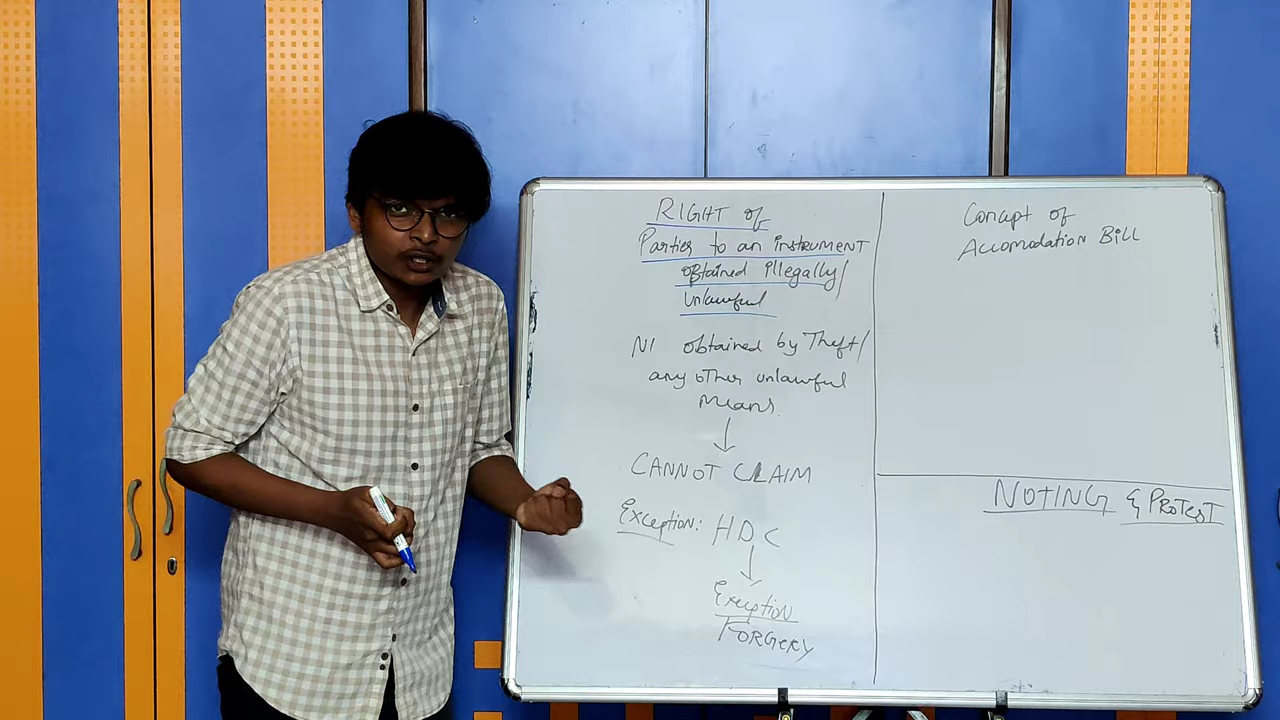 RIGHT of
Parties to an instrument
obtained illegally/
unlawful
NI obtained by Theft/
any other unlawful
means.
CANNOT CLAIM
Exception: HDC
Exception
FORGERY
Concept of
Accomodation Bill
NOTING & PROTEST